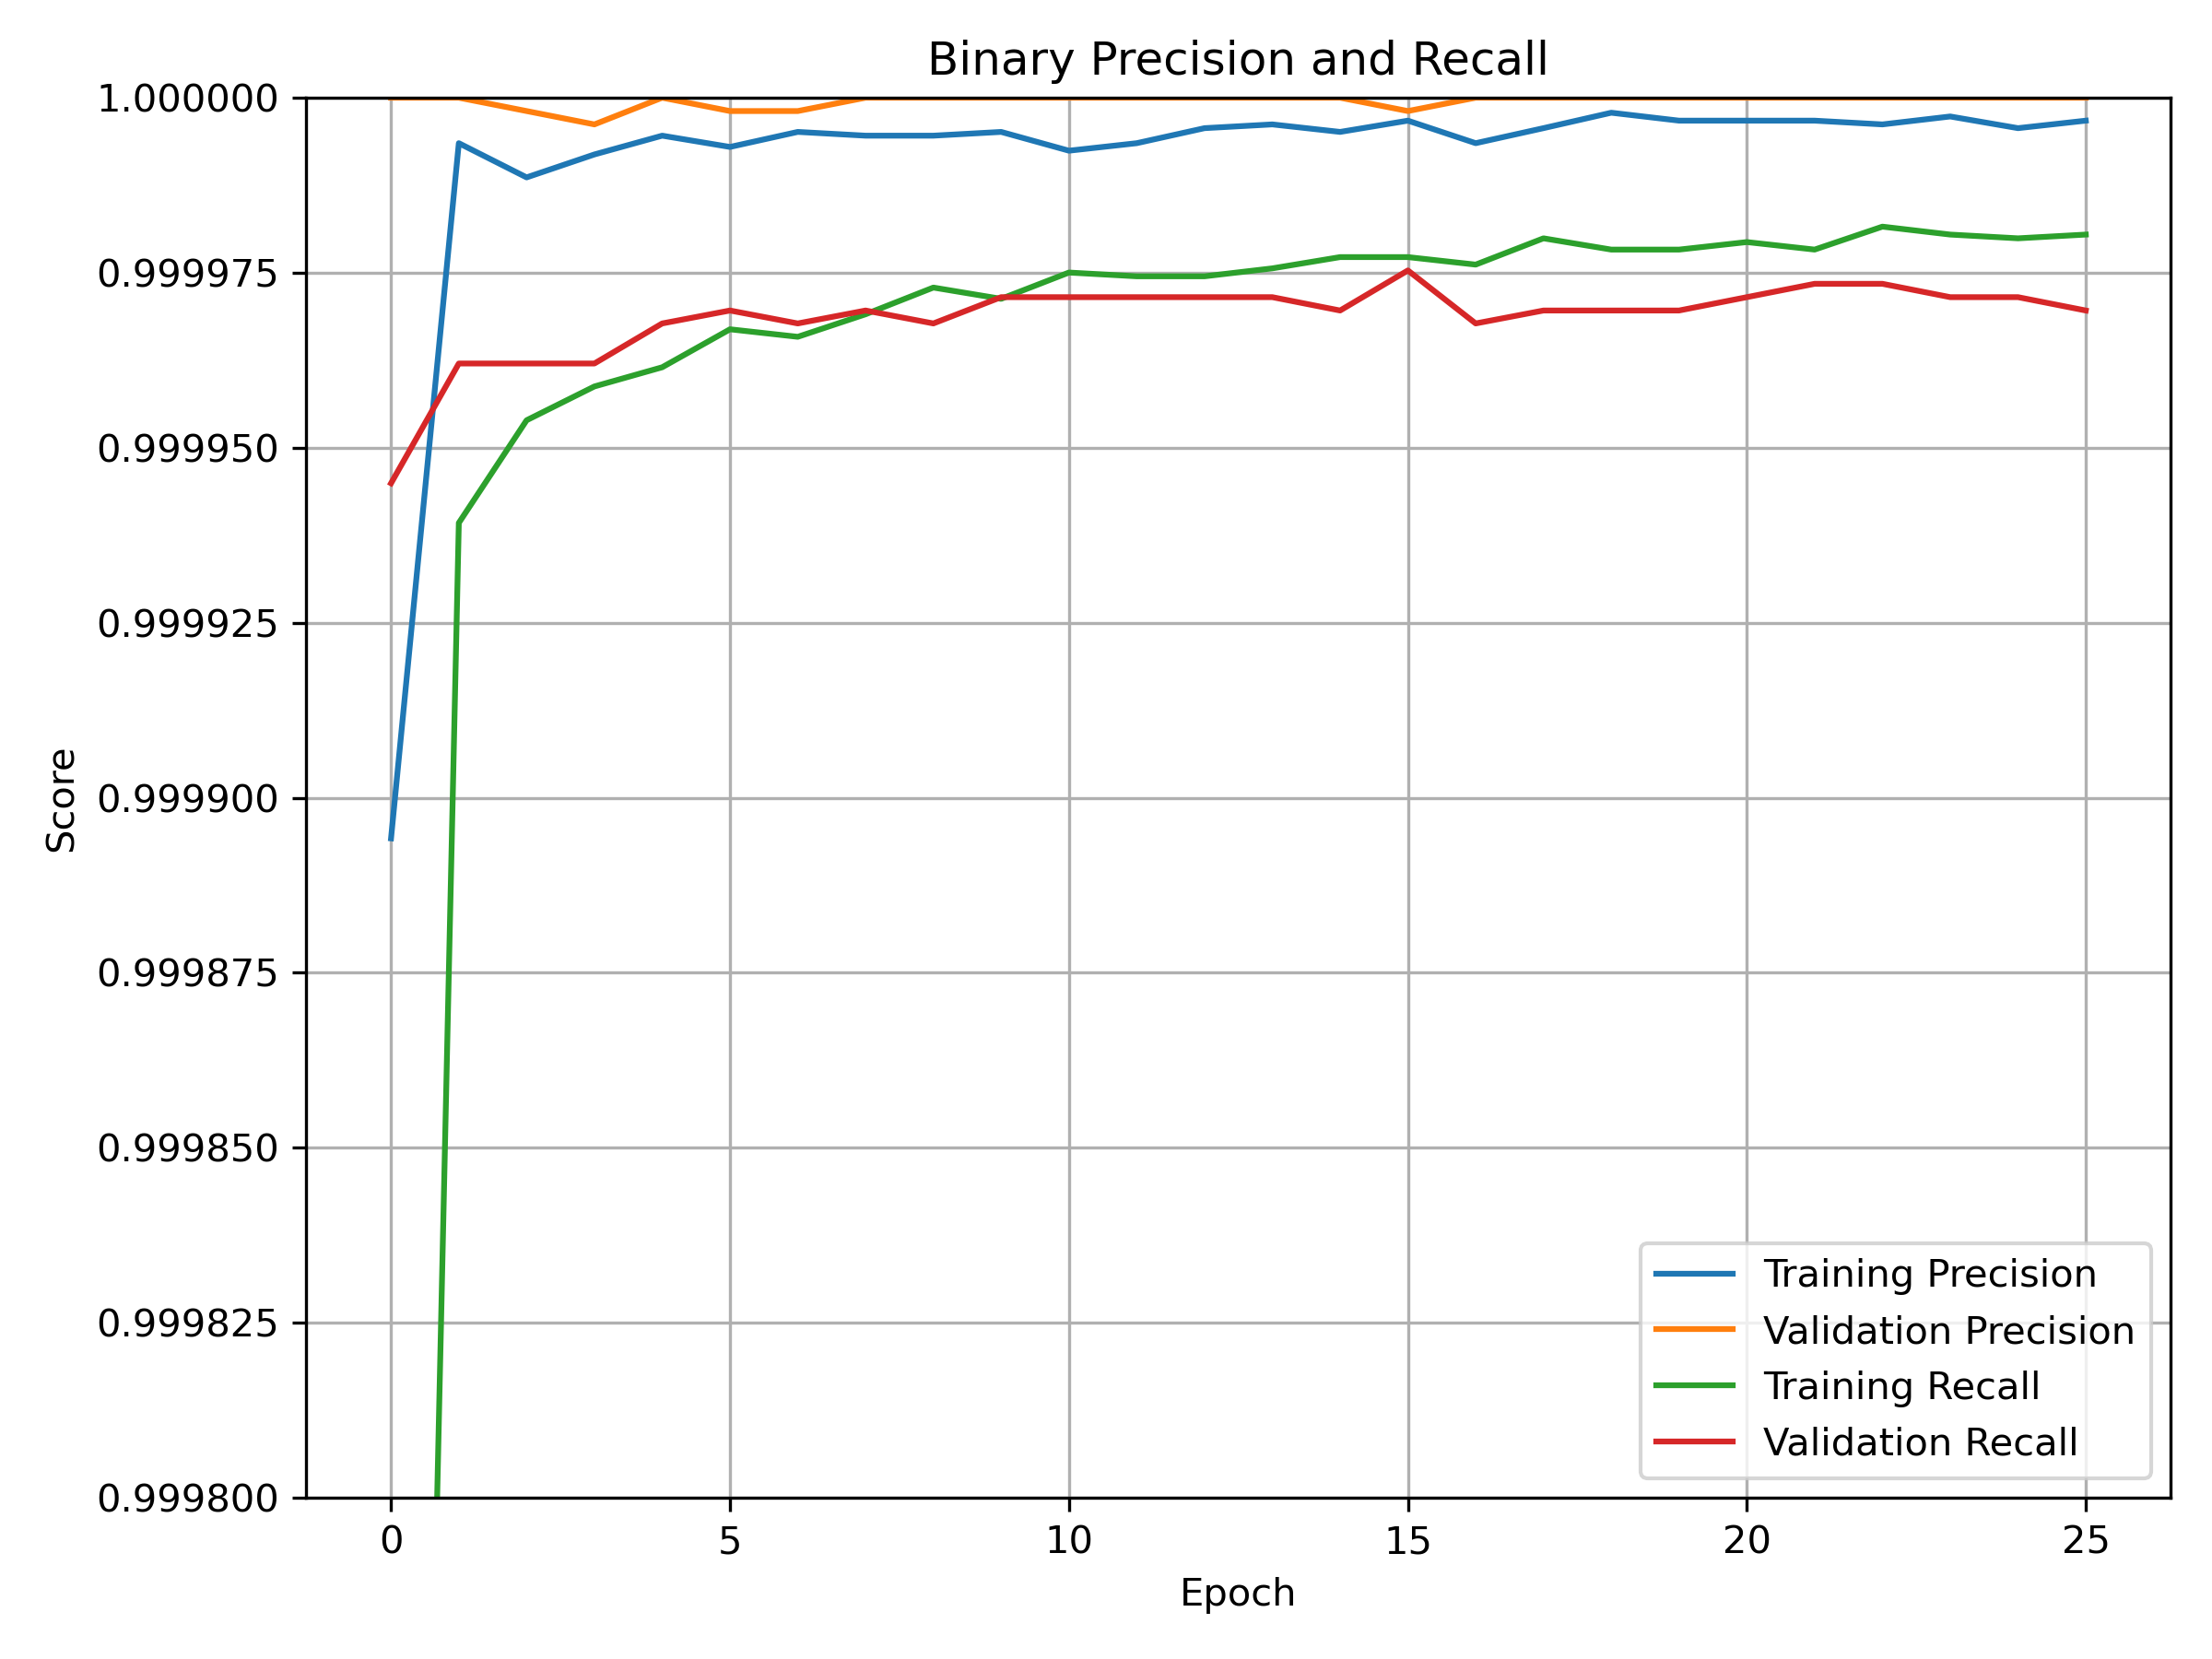 Binary Precision and Recall
1.000000
0.999975
0.999950
0.999925
0.999900
0.999875
0.999850
0.999825
0.999800
Score
0 5 10 15 20 25
Epoch
Training Precision
Validation Precision
Training Recall
Validation Recall